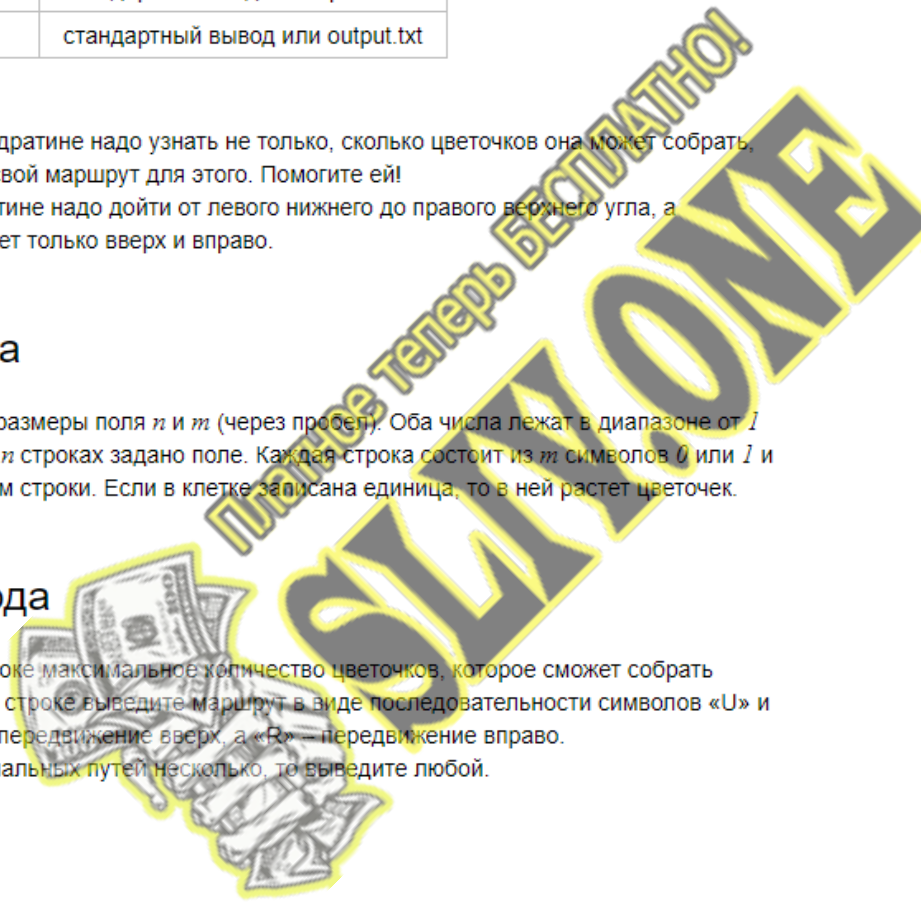 стандартный вывод или output.txt
дратине надо узнать не только, сколько цветочков она может собрать,
свой маршрут для этого. Помогите ей!
тине надо дойти от левого нижнего до правого верхнего угла, а
ет только вверх и вправо.
а
размеры поля n и m (через пробел). Оба числа лежат в диапазоне от 1
n строках задано поле. Каждая строка состоит из m символов 0 или 1 и
м строки. Если в клетке записана единица, то в ней растет цветочек.
ода
оке максимальное количество цветочков, которое сможет собрать
строке выведите маршрут в виде последовательности символов «U» и
передвижение вверх, а «R» – передвижение вправо.
альных путей несколько, то выведите любой.
Платное теперь БЕСПЛАТНО!
SLIV.ONE